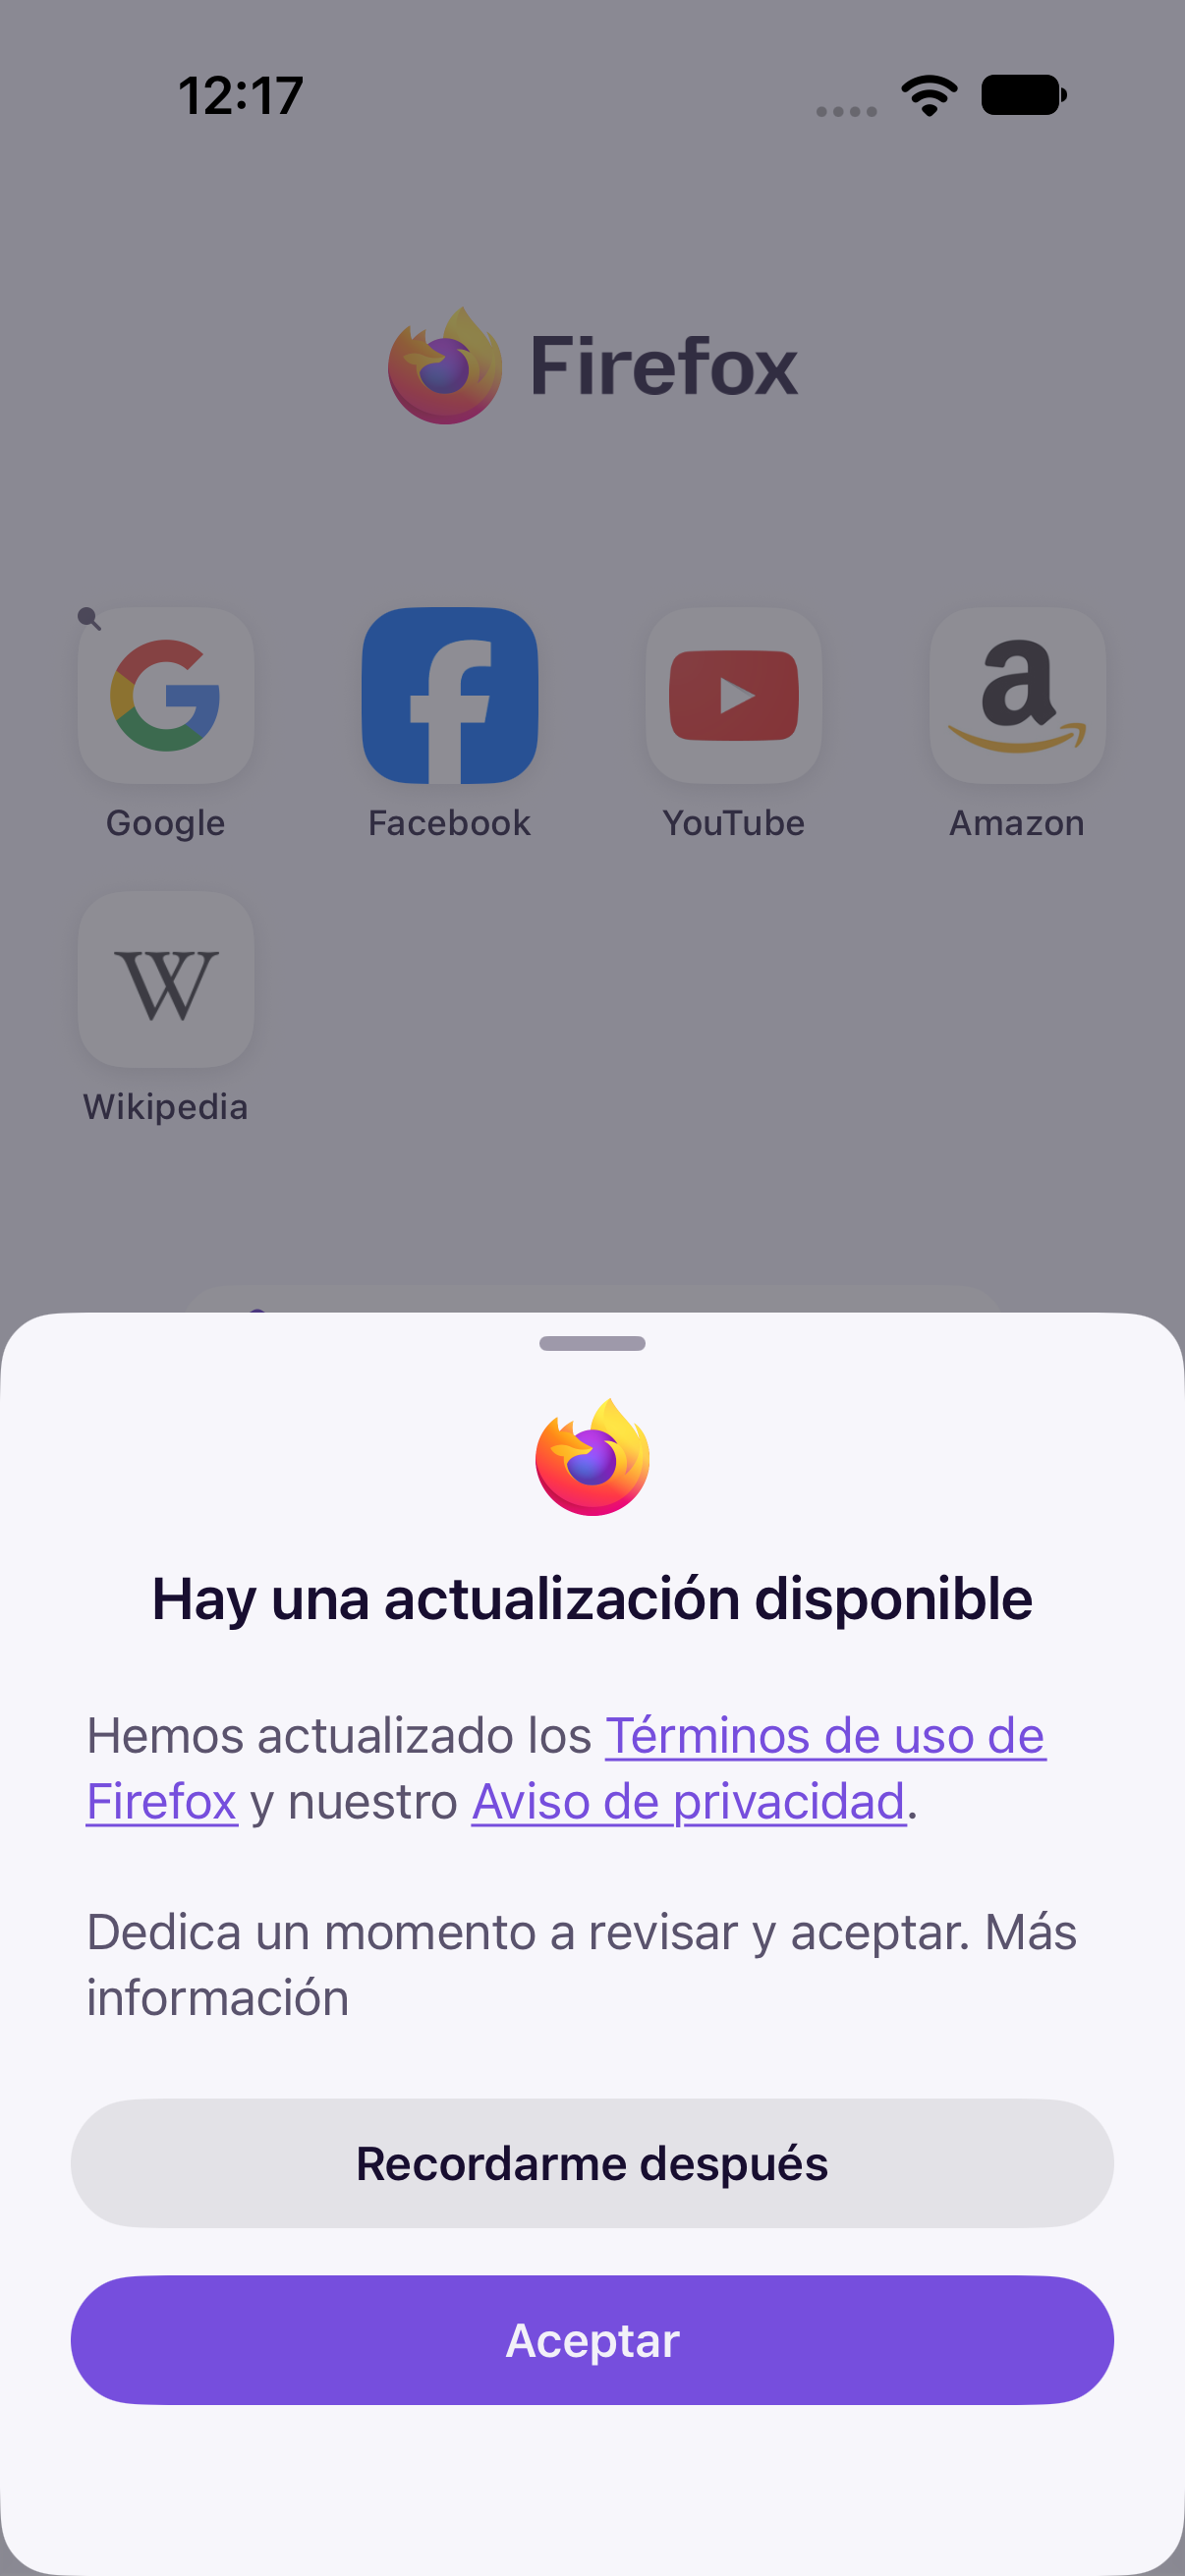 12:17
Firefox
Google
Facebook
YouTube
Amazon
Wikipedia
Hay una actualización disponible
Hemos actualizado los Términos de uso de
Firefox y nuestro Aviso de privacidad.
Dedica un momento a revisar y aceptar. Más
información
Recordarme después
Aceptar